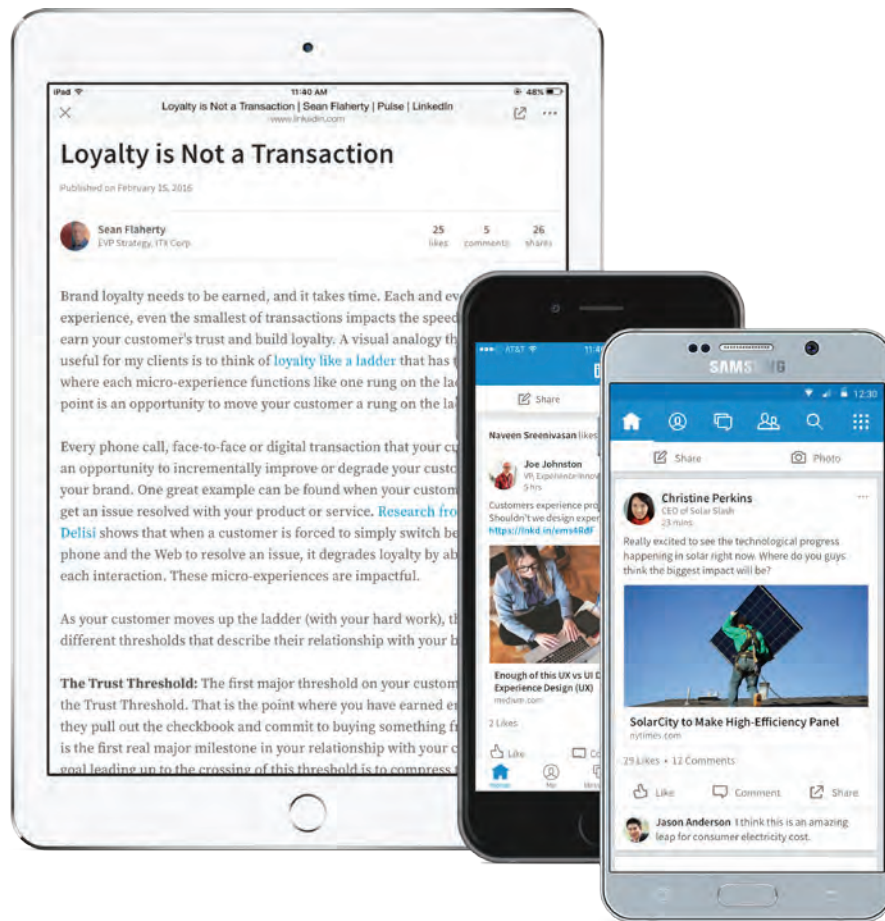 iPad
11:40 AM
48%
Loyalty is Not a Transaction | Sean Flaherty | Pulse | LinkedIn
www.linkedin.com
Loyalty is Not a Transaction
Published on February 15, 2016
Sean Flaherty
EVP Strategy, ITX Corp
25 5 26
likes comments shares
Brand loyalty needs to be earned, and it takes time. Each and
experience, even the smallest of transactions impacts the speed
earn your customer's trust and build loyalty. A visual analogy
useful for my clients is to think of loyalty like a ladder that has
where each micro-experience functions like one rung on the
point is an opportunity to move your customer a rung on the
Every phone call, face-to-face or digital transaction that your
an opportunity to incrementally improve or degrade your
your brand. One great example can be found when your
get an issue resolved with your product or service. Research
Delisi shows that when a customer is forced to simply switch
phone and the Web to resolve an issue, it degrades loyalty by
each interaction. These micro-experiences are impactful.
As your customer moves up the ladder (with your hard work),
different thresholds that describe their relationship with your
The Trust Threshold: The first major threshold on your
the Trust Threshold. That is the point where you have earned
they pull out the checkbook and commit to buying something
is the first real major milestone in your relationship with your
goal leading up to the crossing of this threshold is to compress
AT&T
Share
Naveen Sreenivasan likes
Joe Johnston
VP, Experience
5 hrs
Customers experience
Shouldn't we design
https://lnkd.in/ems4RdF
Enough of this UX vs UI
Experience Design (UX)
medium.com
2 Likes
Like
Home Me
SAMSUNG
12:30
Share Photo
Christine Perkins
CEO of Solar Slash
23 mins
Really excited to see the technological progress
happening in solar right now. Where do you guys
think the biggest impact will be?
SolarCity to Make High-Efficiency Panel
nytimes.com
29 Likes • 12 Comments
Like Comment Share
Jason Anderson I think this is an amazing
leap for consumer electricity cost.